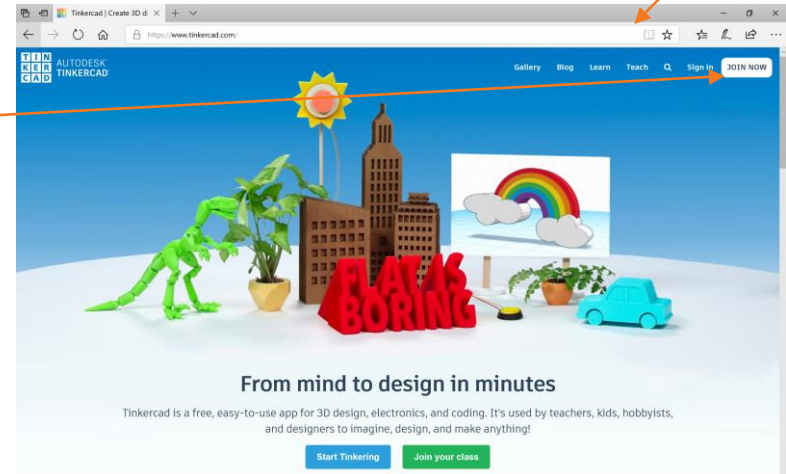 Tinkercad | Create 3D di
https://www.tinkercad.com/
TIN
KER
CAD
AUTODESK®
TINKERCAD®
Gallery Blog Learn Teach Sign in JOIN NOW
FLAT IS
BORING
From mind to design in minutes
Tinkercad is a free, easy-to-use app for 3D design, electronics, and coding. It's used by teachers, kids, hobbyists,
and designers to imagine, design, and make anything!
Start Tinkering Join your class